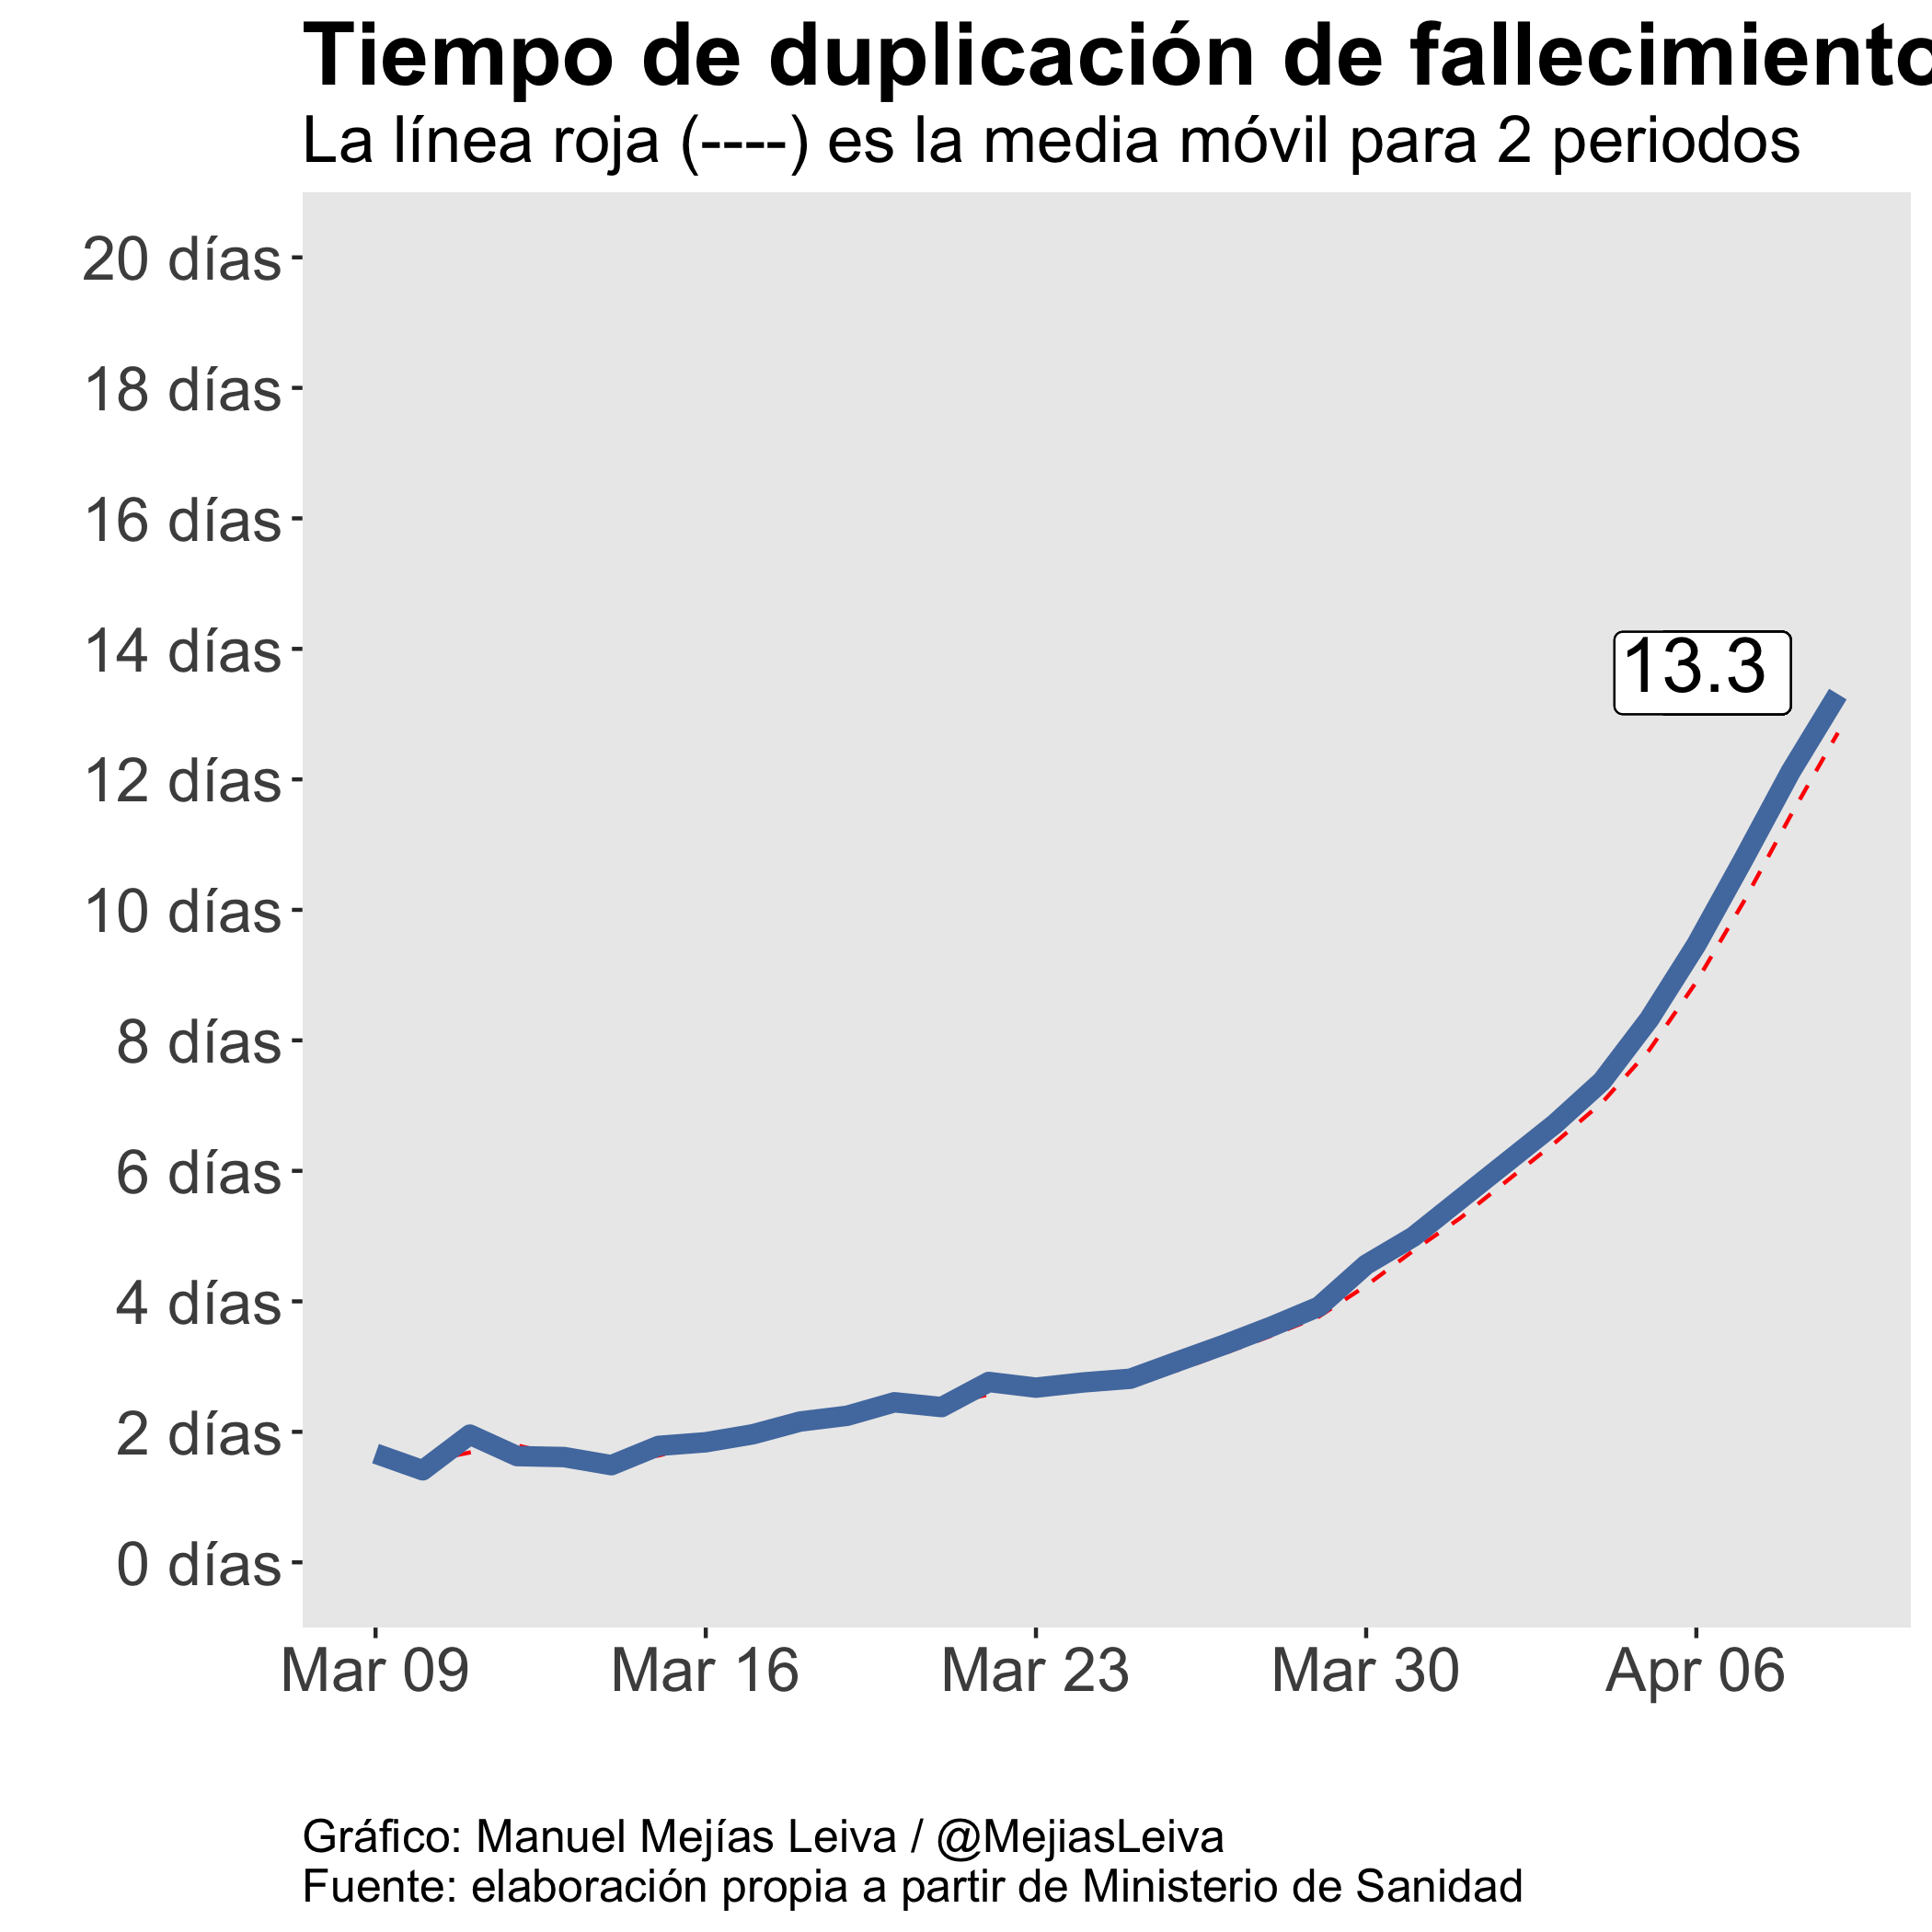 Tiempo de duplicación de fallecimiento
La línea roja (----) es la media móvil para 2 periodos
20 días
18 días
16 días
14 días
13.3
12 días
10 días
8 días
6 días
4 días
2 días
0 días
Mar 09 Mar 16 Mar 23 Mar 30 Apr 06
Gráfico: Manuel Mejías Leiva / @MejiasLeiva
Fuente: elaboración propia a partir de Ministerio de Sanidad